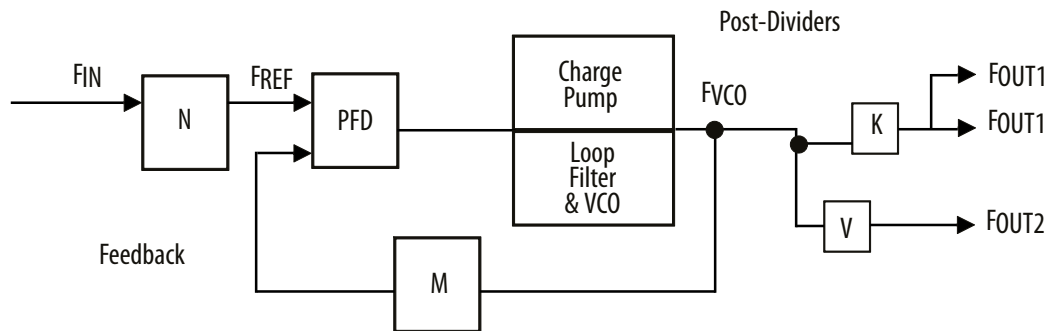 Post-Dividers
FIN
N
FREF
PFD
Charge
Pump
Loop
Filter
& VCO
FVCO
K
V
FOUT1
FOUT1
FOUT2
Feedback
M